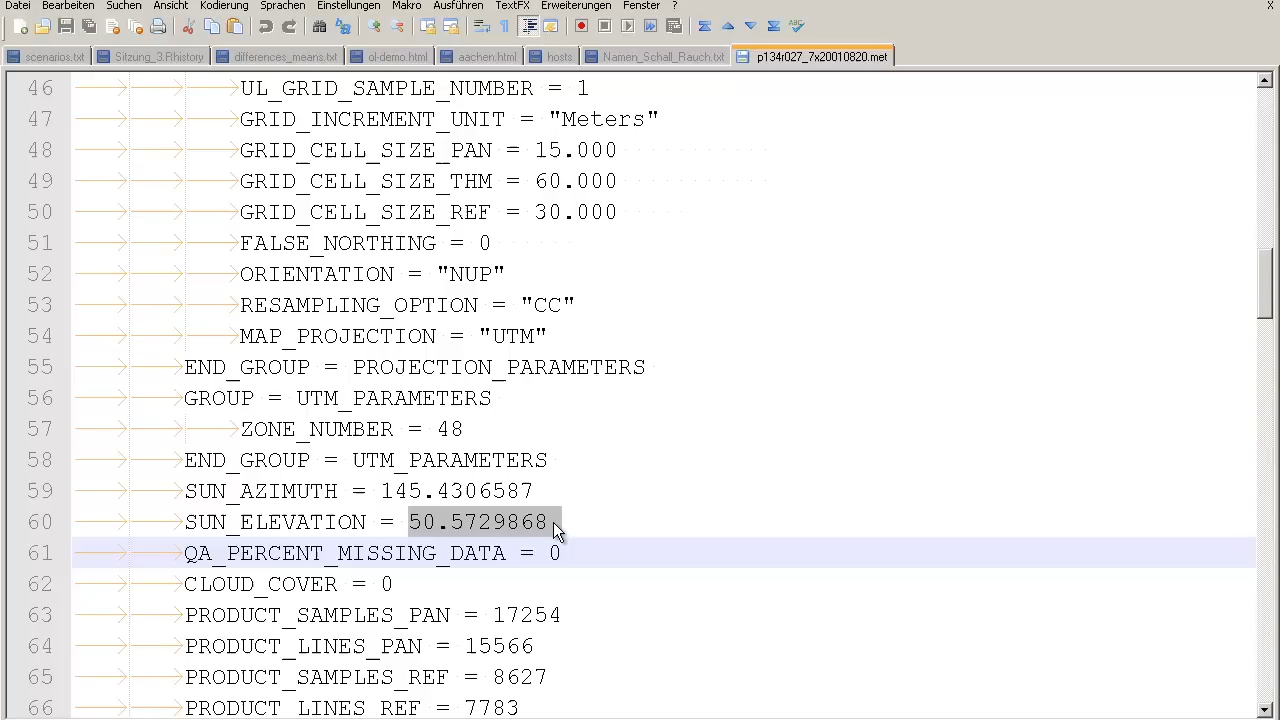 Datei Bearbeiten Suchen Ansicht Kodierung Sprachen Einstellungen Makro Ausführen TextFX Erweiterungen Fenster ? X
scenarios.txt Sitzung_3.Rhistory differences_means.txt ol-demo.html aachen.html hosts Namen_Schall_Rauch.txt p134r027_7x20010820.met
46 UL_GRID_SAMPLE_NUMBER = 1
47 GRID_INCREMENT_UNIT = "Meters"
48 GRID_CELL_SIZE_PAN = 15.000
49 GRID_CELL_SIZE_THM = 60.000
50 GRID_CELL_SIZE_REF = 30.000
51 FALSE_NORTHING = 0
52 ORIENTATION = "NUP"
53 RESAMPLING_OPTION = "CC"
54 MAP_PROJECTION = "UTM"
55 END_GROUP = PROJECTION_PARAMETERS
56 GROUP = UTM_PARAMETERS
57 ZONE_NUMBER = 48
58 END_GROUP = UTM_PARAMETERS
59 SUN_AZIMUTH = 145.4306587
60 SUN_ELEVATION = 50.5729868
61 QA_PERCENT_MISSING_DATA = 0
62 CLOUD_COVER = 0
63 PRODUCT_SAMPLES_PAN = 17254
64 PRODUCT_LINES_PAN = 15566
65 PRODUCT_SAMPLES_REF = 8627
66 PRODUCT_LINES_REF = 7783